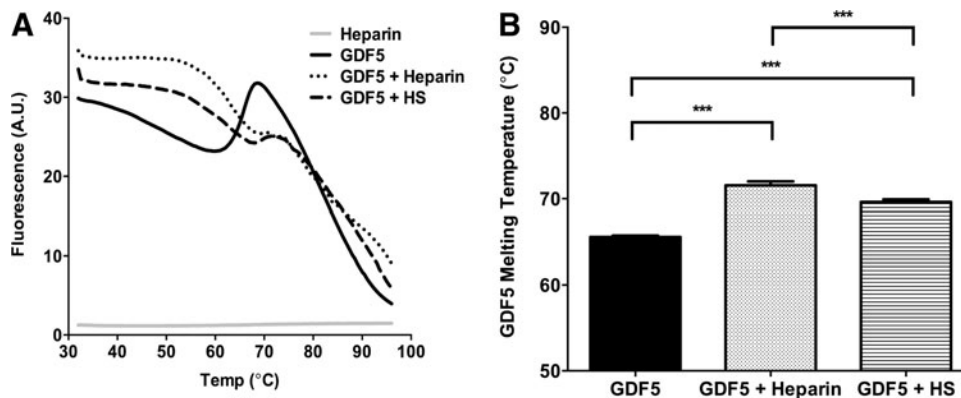 A
Fluorescence (A.U.)
40
30
20
10
0
30 40 50 60 70 80 90 100
Temp (°C)
Heparin
GDF5
GDF5 + Heparin
GDF5 + HS
B
GDF5 Melting Temperature (°C)
90
80
70
60
50
***
***
***
GDF5 GDF5 + Heparin GDF5 + HS